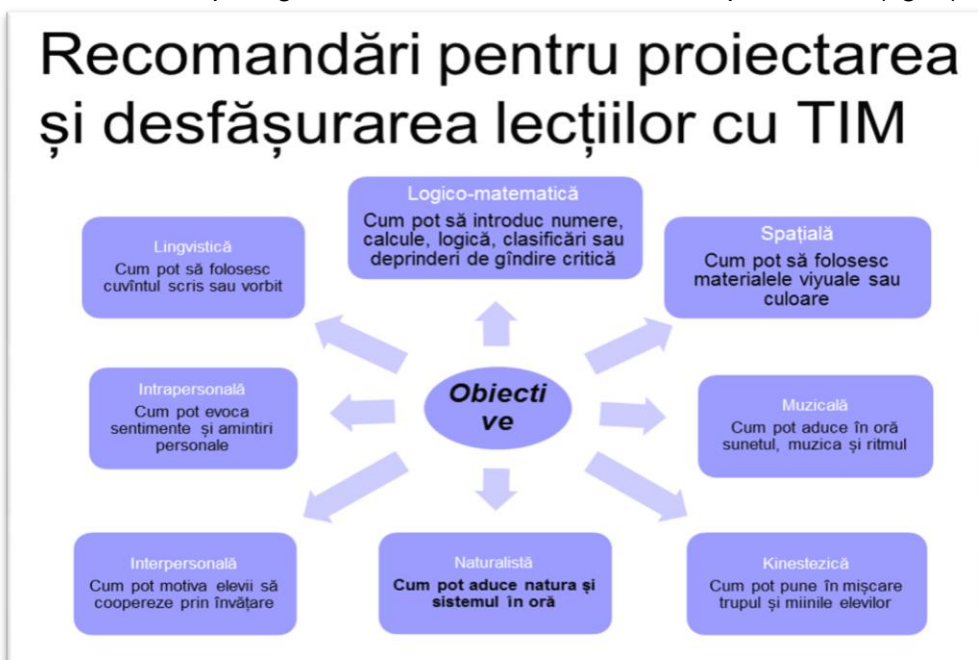 Recomandări pentru proiectarea
și desfășurarea lecțiilor cu TIM
Logico-matematică
Cum pot să introduc numere,
calcule, logică, clasificări sau
deprinderi de gîndire critică
Lingvistică
Cum pot să folosesc
cuvîntul scris sau vorbit
Spațială
Cum pot să folosesc
materialele viyuale sau
culoare
Intrapersonală
Cum pot evoca
sentimente și amintiri
personale
Obiecti
ve
Muzicală
Cum pot aduce în oră
sunetul, muzica și ritmul
Interpersonală
Cum pot motiva elevii să
coopereze prin învățare
Naturalistă
Cum pot aduce natura și
sistemul în oră
Kinestezică
Cum pot pune în mișcare
trupul și miinile elevilor